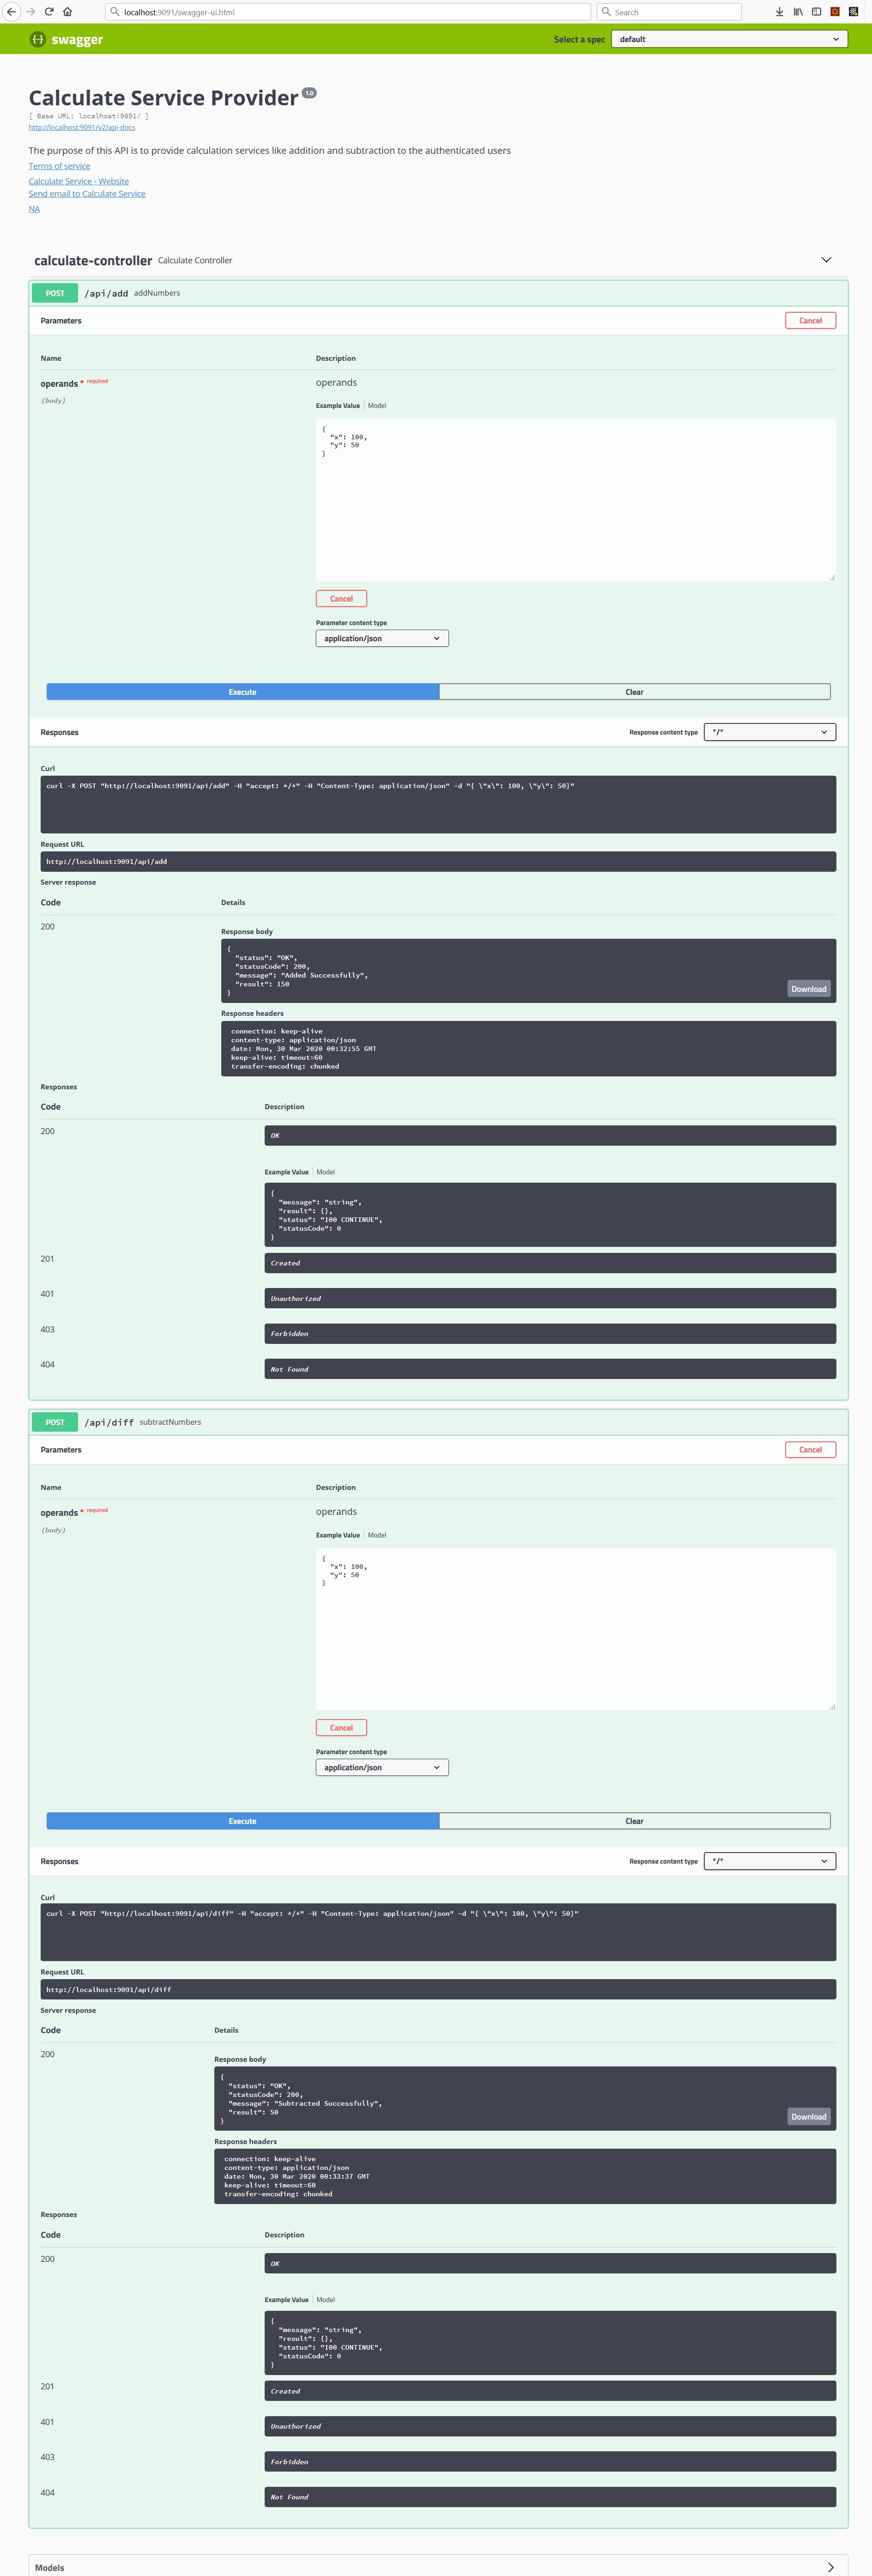 localhost:9091/swagger-ui.html
Search
swagger
Select a spec
default
Calculate Service Provider 1.0
[ Base URL: localhost:9091/ ]
http://localhost:9091/v2/api-docs
The purpose of this API is to provide calculation services like addition and subtraction to the authenticated users
Terms of service
Calculate Service - Website
Send email to Calculate Service
NA
calculate-controller Calculate Controller
POST /api/add addNumbers
Parameters
Cancel
Name
Description
operands * required
(body)
operands
Example Value Model
{
"x": 100,
"y": 50
}
Cancel
Parameter content type
application/json
Execute
Clear
Responses
Response content type
*/*
Curl
curl -X POST "http://localhost:9091/api/add" -H "accept: */*" -H "Content-Type: application/json" -d "{ \"x\": 100, \"y\": 50}"
Request URL
http://localhost:9091/api/add
Server response
Code
Details
200
Response body
{
"status": "OK",
"statusCode": 200,
"message": "Added Successfully",
"result": 150
}
Download
Response headers
connection: keep-alive
content-type: application/json
date: Mon, 30 Mar 2020 00:32:55 GMT
keep-alive: timeout=60
transfer-encoding: chunked
Responses
Code
Description
200
OK
Example Value Model
{
"message": "string",
"result": {},
"status": "100 CONTINUE",
"statusCode": 0
}
201
Created
401
Unauthorized
403
Forbidden
404
Not Found
POST /api/diff subtractNumbers
Parameters
Cancel
Name
Description
operands * required
(body)
operands
Example Value Model
{
"x": 100,
"y": 50
}
Cancel
Parameter content type
application/json
Execute
Clear
Responses
Response content type
*/*
Curl
curl -X POST "http://localhost:9091/api/diff" -H "accept: */*" -H "Content-Type: application/json" -d "{ \"x\": 100, \"y\": 50}"
Request URL
http://localhost:9091/api/diff
Server response
Code
Details
200
Response body
{
"status": "OK",
"statusCode": 200,
"message": "Subtracted Successfully",
"result": 50
}
Download
Response headers
connection: keep-alive
content-type: application/json
date: Mon, 30 Mar 2020 00:33:37 GMT
keep-alive: timeout=60
transfer-encoding: chunked
Responses
Code
Description
200
OK
Example Value Model
{
"message": "string",
"result": {},
"status": "100 CONTINUE",
"statusCode": 0
}
201
Created
401
Unauthorized
403
Forbidden
404
Not Found
Models